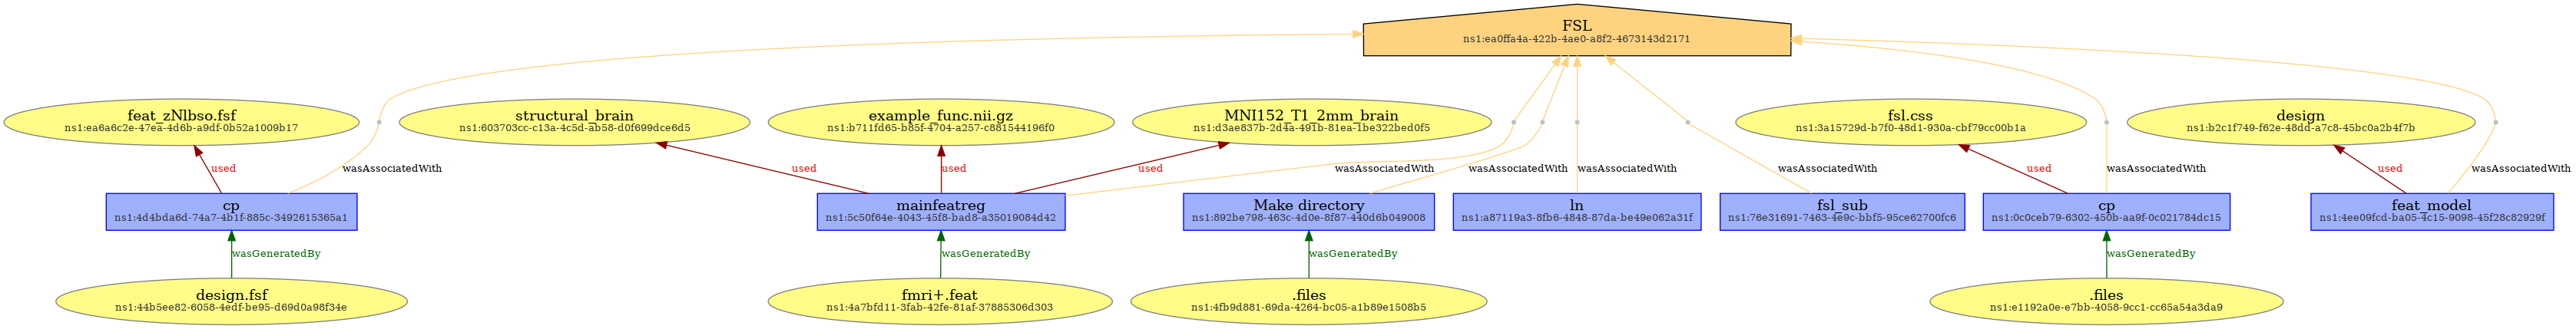 FSL
ns1:ea0ffa4a-422b-4ae0-a8f2-4673143d2171
feat_zNlbso.fsf
ns1:ea6a6c2e-47ea-4d6b-a9df-0b52a1009b17
structural_brain
ns1:603703cc-c13a-4c5d-ab58-d0f699dce6d5
example_func.nii.gz
ns1:b711fd65-b85f-4704-a257-c881544196f0
MNI152_T1_2mm_brain
ns1:d3ae837b-2d4a-491b-81ea-1be322bed0f5
fsl.css
ns1:3a15729d-b7f0-48d1-930a-cbf79cc00b1a
design
ns1:b2c1f749-f62e-48dd-a7c8-45bc0a2b4f7b
used
wasAssociatedWith
used
used
used
wasAssociatedWith
wasAssociatedWith
wasAssociatedWith
wasAssociatedWith
used
wasAssociatedWith
used
wasAssociatedWith
cp
ns1:4d4bda6d-74a7-4b1f-885c-3492615365a1
mainfeatreg
ns1:5c50f64e-4043-45f8-bad8-a35019084d42
Make directory
ns1:892be798-463c-4d0e-8f87-440d6b049008
ln
ns1:a87119a3-8fb6-4848-87da-be49e062a31f
fsl_sub
ns1:76e31691-7463-4e9c-bbf5-95ce62700fc6
cp
ns1:0c0ceb79-6302-450b-aa9f-0c021784dc15
feat_model
ns1:4ee09fcd-ba05-4c15-9098-45f28c82929f
wasGeneratedBy
wasGeneratedBy
wasGeneratedBy
wasGeneratedBy
design.fsf
ns1:44b5ee82-6058-4edf-be95-d69d0a98f34e
fmri+.feat
ns1:4a7bfd11-3fab-42fe-81af-37885306d303
.files
ns1:4fb9d881-69da-4264-bc05-a1b89e1508b5
.files
ns1:e1192a0e-e7bb-4058-9cc1-cc65a54a3da9